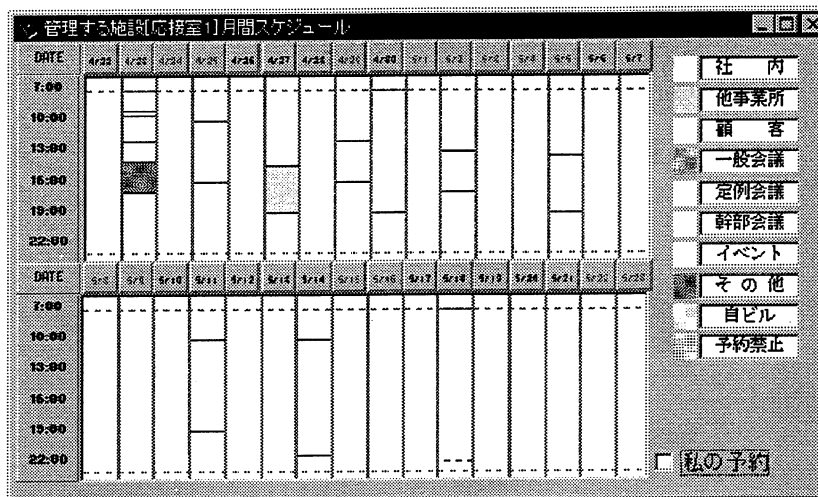 管理する施設[応接室1]月間スケジュール
DATE 4/22 4/23 4/24 4/25 4/26 4/27 4/28 4/29 4/30 5/1 5/2 5/3 5/4 5/5 5/6 5/7
7:00
10:00
13:00
16:00
19:00
22:00
DATE 5/8 5/9 5/10 5/11 5/12 5/13 5/14 5/15 5/16 5/17 5/18 5/19 5/20 5/21 5/22 5/23
7:00
10:00
13:00
16:00
19:00
22:00
社 内
他事業所
顧 客
一般会議
定例会議
幹部会議
イベント
その他
自ビル
予約禁止
私の予約